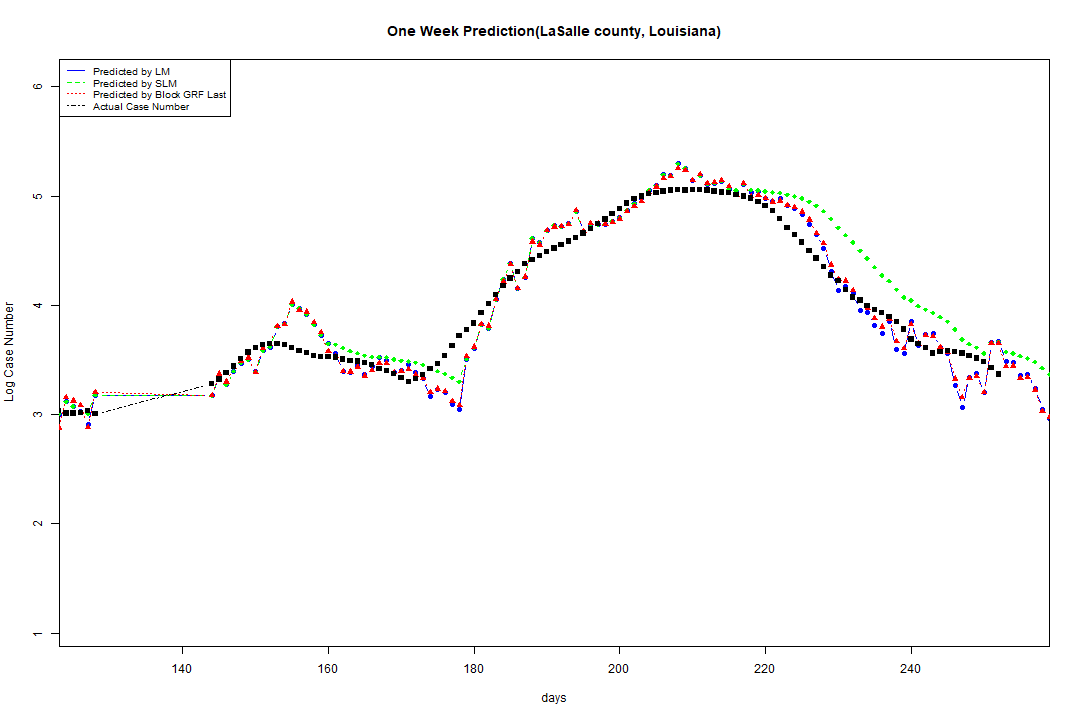 One Week Prediction(LaSalle county, Louisiana)
Predicted by LM
Predicted by SLM
Predicted by Block GRF Last
Actual Case Number
6
5
4
3
2
1
Log Case Number
140 160 180 200 220 240
days